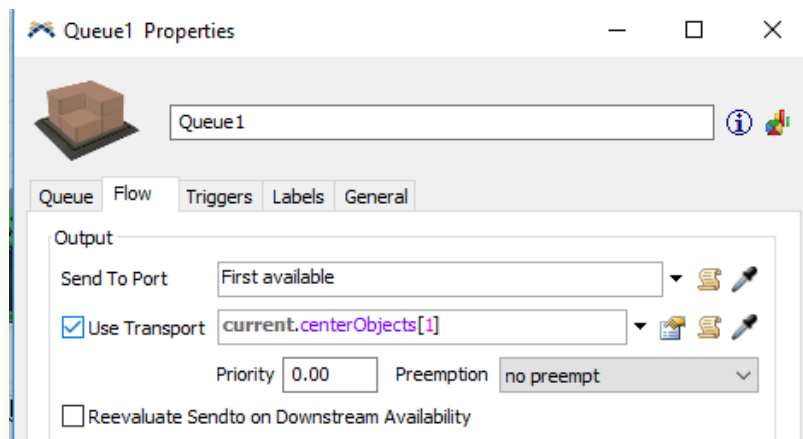 Queue1 Properties
Queue1
Queue Flow Triggers Labels General
Output
Send To Port First available
Use Transport current.centerObjects[1]
Priority 0.00 Preemption no preempt
Reevaluate Sendto on Downstream Availability